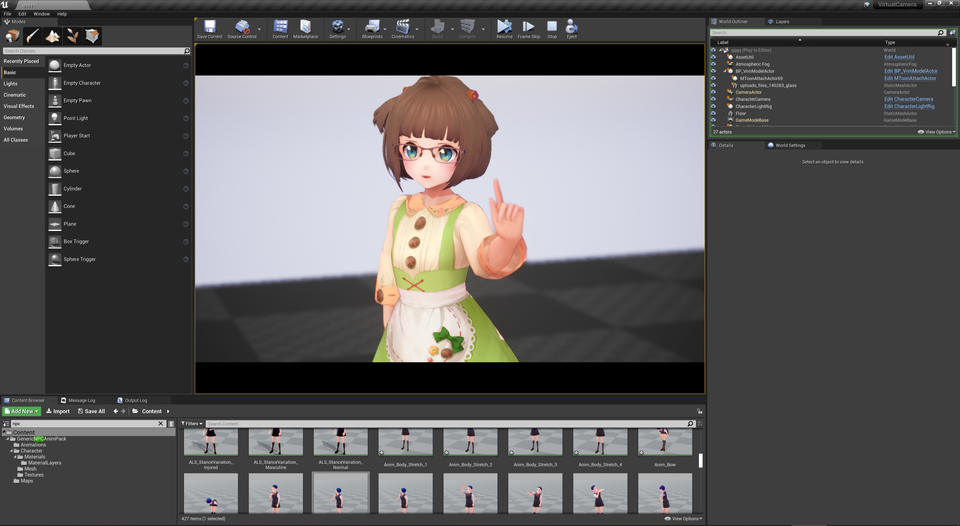 VirtualCamera
File Edit Window Help
Modes
Search Classes
Recently Placed
Basic
Lights
Cinematic
Visual Effects
Geometry
Volumes
All Classes
Empty Actor
Empty Character
Empty Pawn
Point Light
Player Start
Cube
Sphere
Cylinder
Cone
Plane
Box Trigger
Sphere Trigger
Save Current
Source Control
Content
Marketplace
Settings
Blueprints
Cinematics
Build
Compile
Resume
Frame Skip
Stop
Eject
World Outliner
Layers
Search
Label Type
(Play In Editor) World
AssetUtil Edit AssetUtil
Atmospheric Fog AtmosphericFog
BP_VrmModelActor Edit BP_VrmModelActor
MToonAttachActor69 Edit MToonAttachActor
uploads_files_140283_glass StaticMeshActor
CameraActor CameraActor
CharacterCamera Edit CharacterCamera
CharacterLightRig Edit CharacterLightRig
Floor StaticMeshActor
GameModeBase GameModeBase
27 actors View Options
Details World Settings
Select an object to view details.
Content Browser Message Log Output Log
Add New Import Save All Content
npc
Filters Search Content
Content
GenericNPCAnimPack
Animations
Character
Materials
MaterialLayers
Mesh
Textures
Maps
ALS_StanceVariation_Injured
ALS_StanceVariation_Masculine
ALS_StanceVariation_Normal
Anim_Body_Stretch_1
Anim_Body_Stretch_2
Anim_Body_Stretch_3
Anim_Body_Stretch_4
Anim_Bow
427 items (1 selected) View Options